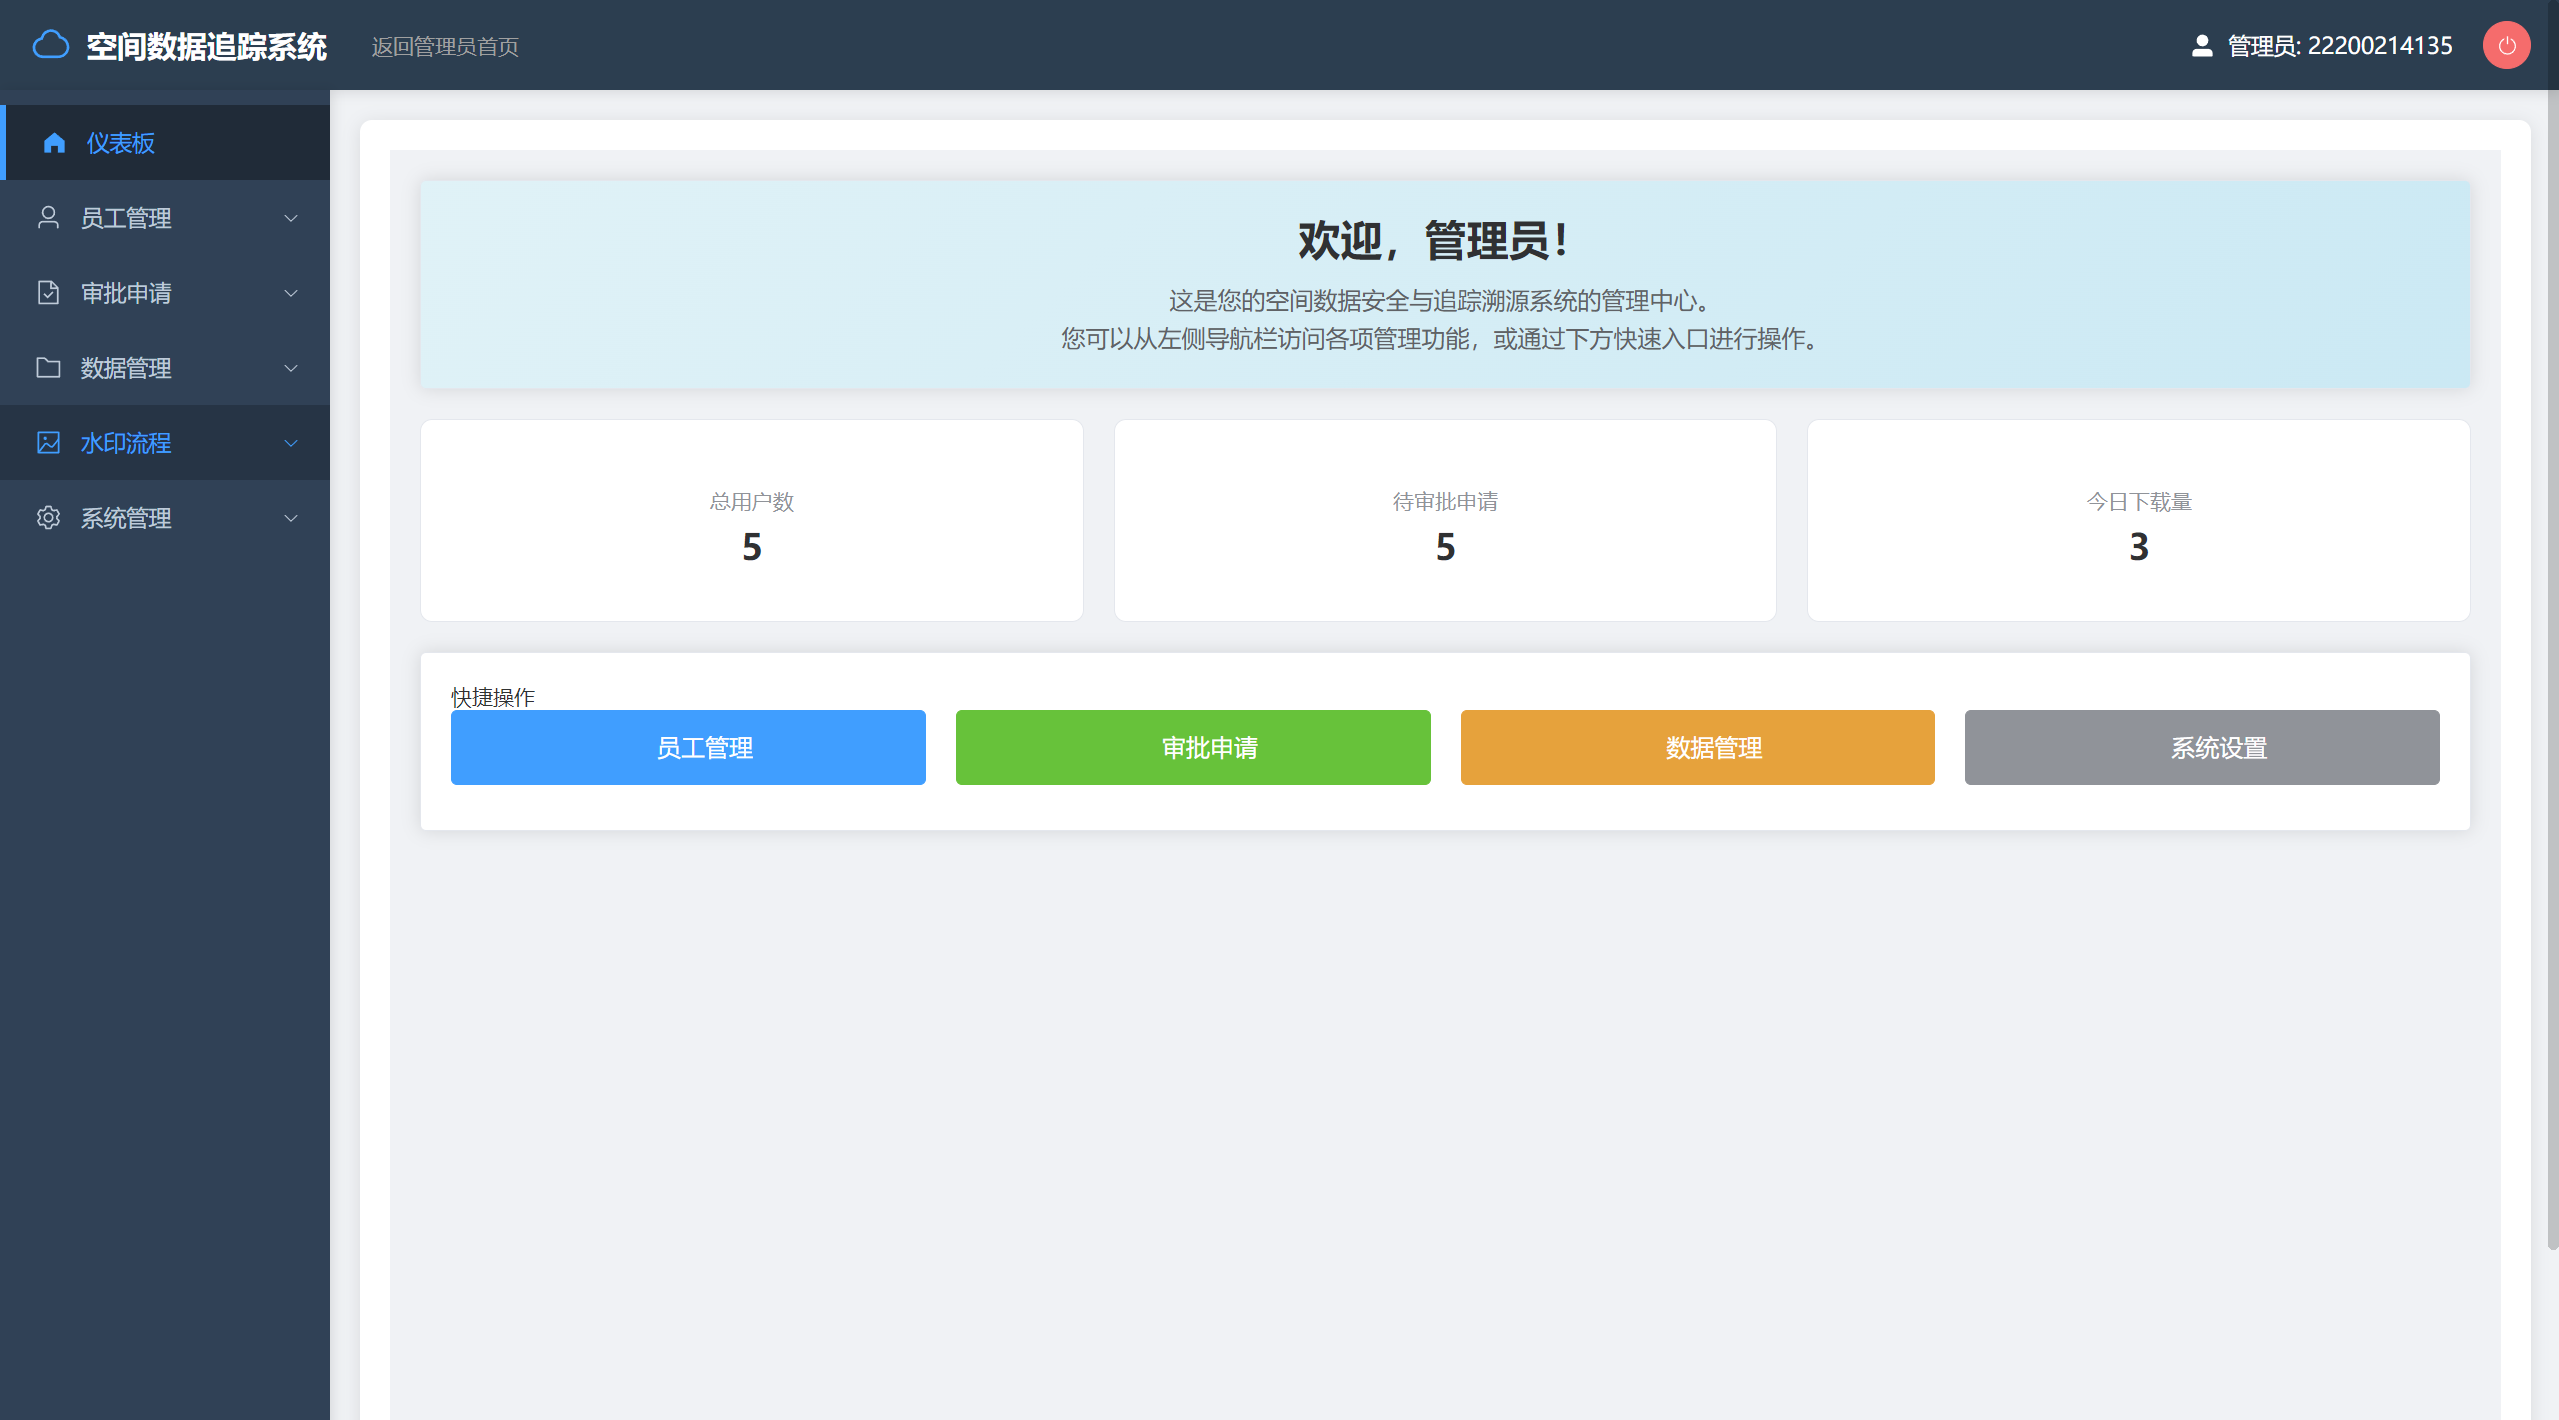 空间数据追踪系统
返回管理员首页
管理员: 22200214135
仪表板
员工管理
审批申请
数据管理
水印流程
系统管理
欢迎，管理员！
这是您的空间数据安全与追踪溯源系统的管理中心。
您可以从左侧导航栏访问各项管理功能，或通过下方快速入口进行操作。
总用户数
5
待审批申请
5
今日下载量
3
快捷操作
员工管理
审批申请
数据管理
系统设置